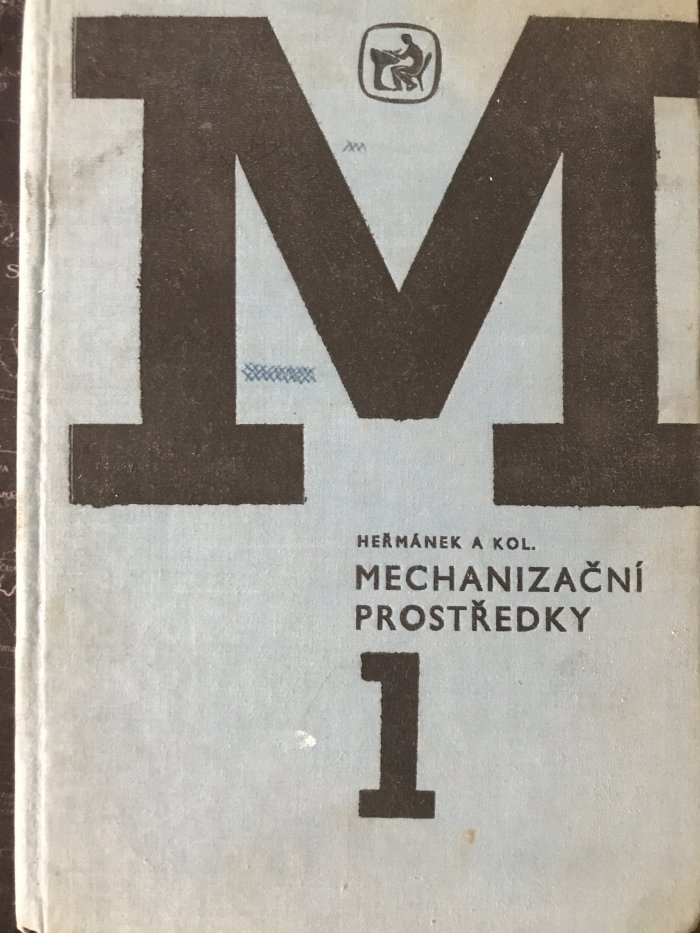 M
HEŘMÁNEK A KOL.
MECHANIZAČNÍ
PROSTŘEDKY
1